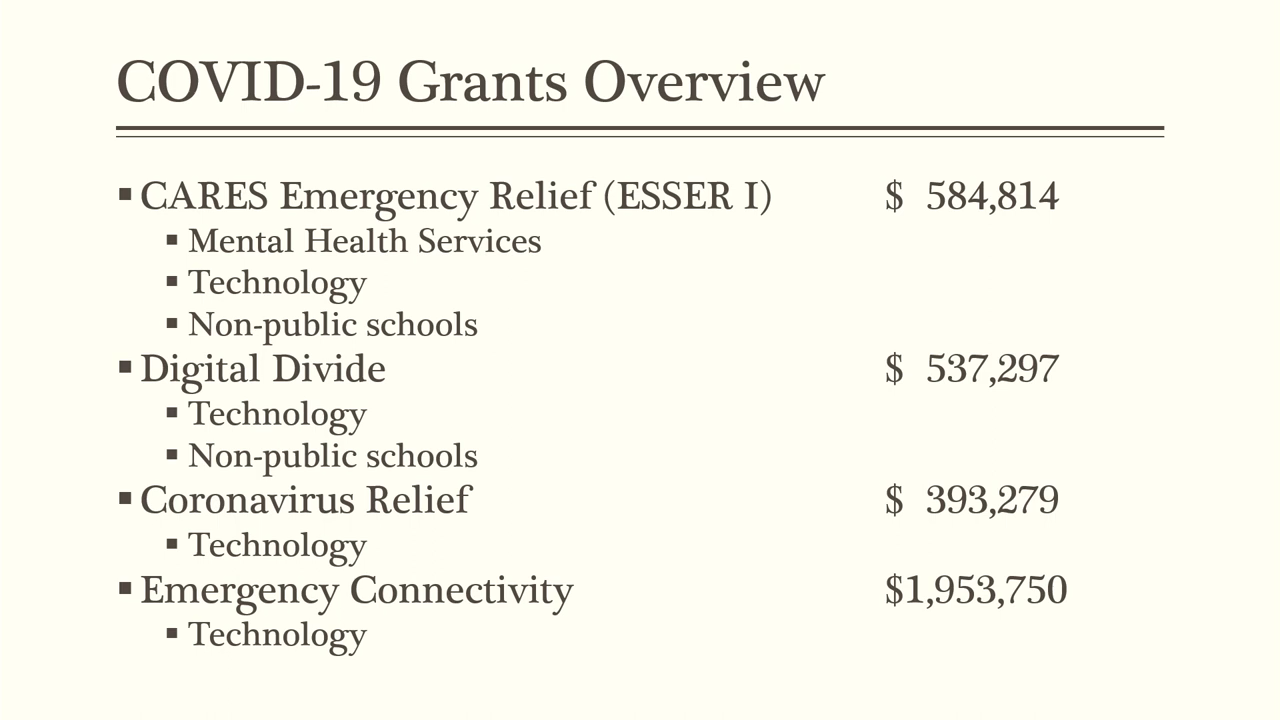 COVID-19 Grants Overview
▪ CARES Emergency Relief (ESSER I) $ 584,814
▪ Mental Health Services
▪ Technology
▪ Non-public schools
▪ Digital Divide $ 537,297
▪ Technology
▪ Non-public schools
▪ Coronavirus Relief $ 393,279
▪ Technology
▪ Emergency Connectivity $1,953,750
▪ Technology